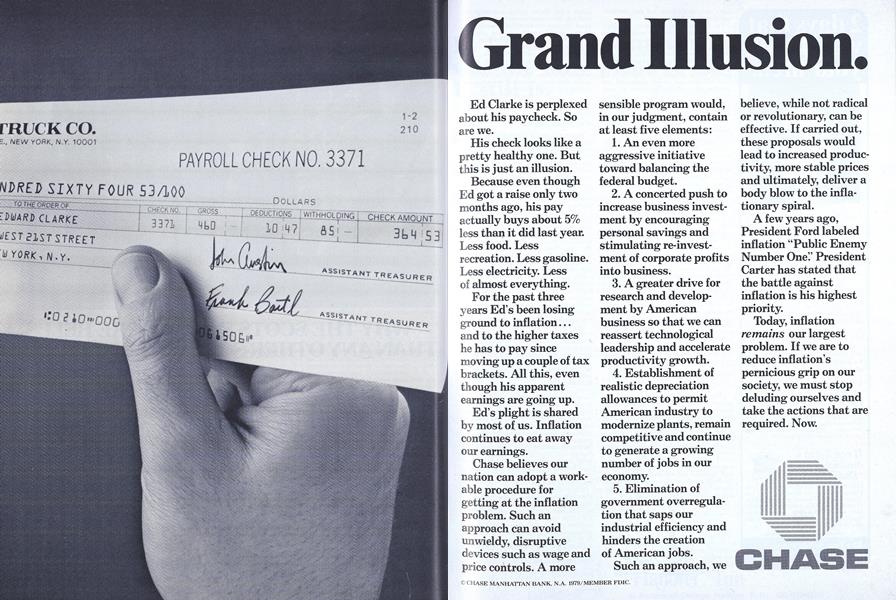 TRUCK CO.
E., NEW YORK, N.Y. 10001
1-2
210
PAYROLL CHECK NO. 3371
NDRED SIXTY FOUR 53/100
DOLLARS
TO THE ORDER OF
CHECK NO. GROSS DEDUCTIONS WITHHOLDING CHECK AMOUNT
EDWARD CLARKE 3371 460 - 10 47 85 - 364 53
WEST 21ST STREET
W YORK, N.Y.
John Austin
ASSISTANT TREASURER
Frank Bartl
ASSISTANT TREASURER
Grand Illusion.
Ed Clarke is perplexed
about his paycheck. So
are we.
His check looks like a
pretty healthy one. But
this is just an illusion.
Because even though
Ed got a raise only two
months ago, his pay
actually buys about 5%
less than it did last year.
Less food. Less
recreation. Less gasoline.
Less electricity. Less
of almost everything.
For the past three
years Ed's been losing
ground to inflation...
and to the higher taxes
he has to pay since
moving up a couple of tax
brackets. All this, even
though his apparent
earnings are going up.
Ed's plight is shared
by most of us. Inflation
continues to eat away
our earnings.
Chase believes our
nation can adopt a work-
able procedure for
getting at the inflation
problem. Such an
approach can avoid
unwieldy, disruptive
devices such as wage and
price controls. A more
sensible program would,
in our judgment, contain
at least five elements:
1. An even more
aggressive initiative
toward balancing the
federal budget.
2. A concerted push to
increase business invest-
ment by encouraging
personal savings and
stimulating re-invest-
ment of corporate profits
into business.
3. A greater drive for
research and develop-
ment by American
business so that we can
reassert technological
leadership and accelerate
productivity growth.
4. Establishment of
realistic depreciation
allowances to permit
American industry to
modernize plants, remain
competitive and continue
to generate a growing
number of jobs in our
economy.
5. Elimination of
government overregula-
tion that saps our
industrial efficiency and
hinders the creation
of American jobs.
Such an approach, we
believe, while not radical
or revolutionary, can be
effective. If carried out,
these proposals would
lead to increased produc-
tivity, more stable prices
and ultimately, deliver a
body blow to the infla-
tionary spiral.
A few years ago,
President Ford labeled
inflation "Public Enemy
Number One." President
Carter has stated that
the battle against
inflation is his highest
priority.
Today, inflation
remains our largest
problem. If we are to
reduce inflation's
pernicious grip on our
society, we must stop
deluding ourselves and
take the actions that are
required. Now.
CHASE
© CHASE MANHATTAN BANK, N.A. 1979/MEMBER FDIC.